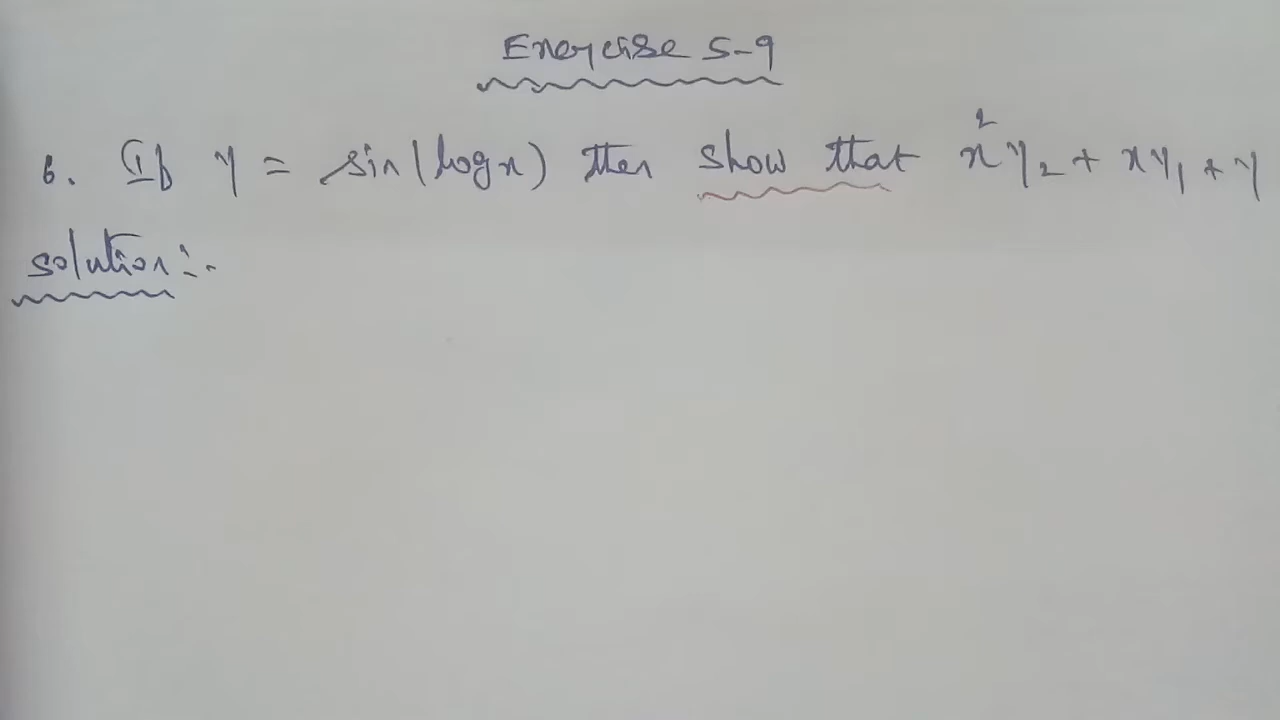 Exercise 5-9
6. If y = sin(log x) then show that x²y₂ + xy₁ + y
solution :-